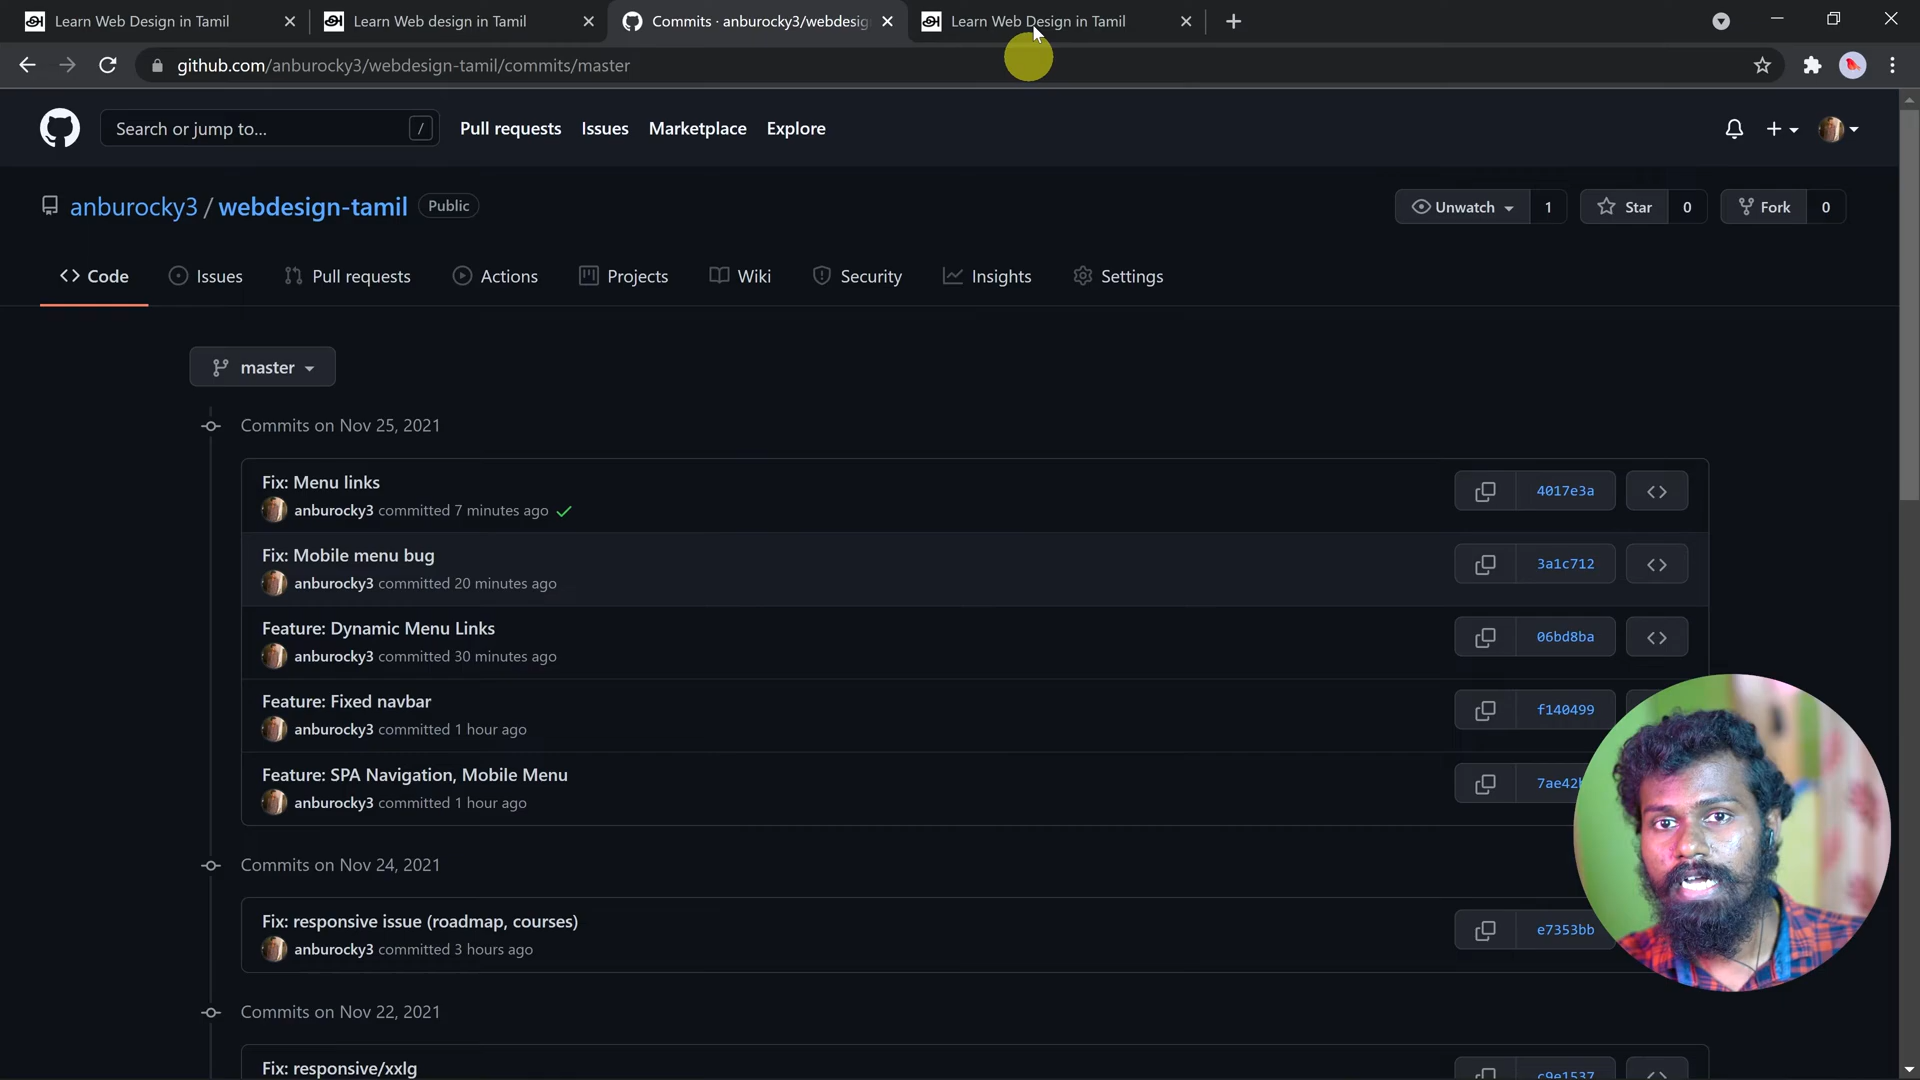 Learn Web Design in Tamil
Learn Web design in Tamil
Commits · anburocky3/webdesig
Learn Web Design in Tamil
github.com/anburocky3/webdesign-tamil/commits/master
Search or jump to... /
Pull requests
Issues
Marketplace
Explore
anburocky3 / webdesign-tamil Public
Unwatch 1
Star 0
Fork 0
Code
Issues
Pull requests
Actions
Projects
Wiki
Security
Insights
Settings
master
Commits on Nov 25, 2021
Fix: Menu links
anburocky3 committed 7 minutes ago
4017e3a
Fix: Mobile menu bug
anburocky3 committed 20 minutes ago
3a1c712
Feature: Dynamic Menu Links
anburocky3 committed 30 minutes ago
06bd8ba
Feature: Fixed navbar
anburocky3 committed 1 hour ago
f140499
Feature: SPA Navigation, Mobile Menu
anburocky3 committed 1 hour ago
7ae42
Commits on Nov 24, 2021
Fix: responsive issue (roadmap, courses)
anburocky3 committed 3 hours ago
e7353bb
Commits on Nov 22, 2021
Fix: responsive/xxlg
c9e1537